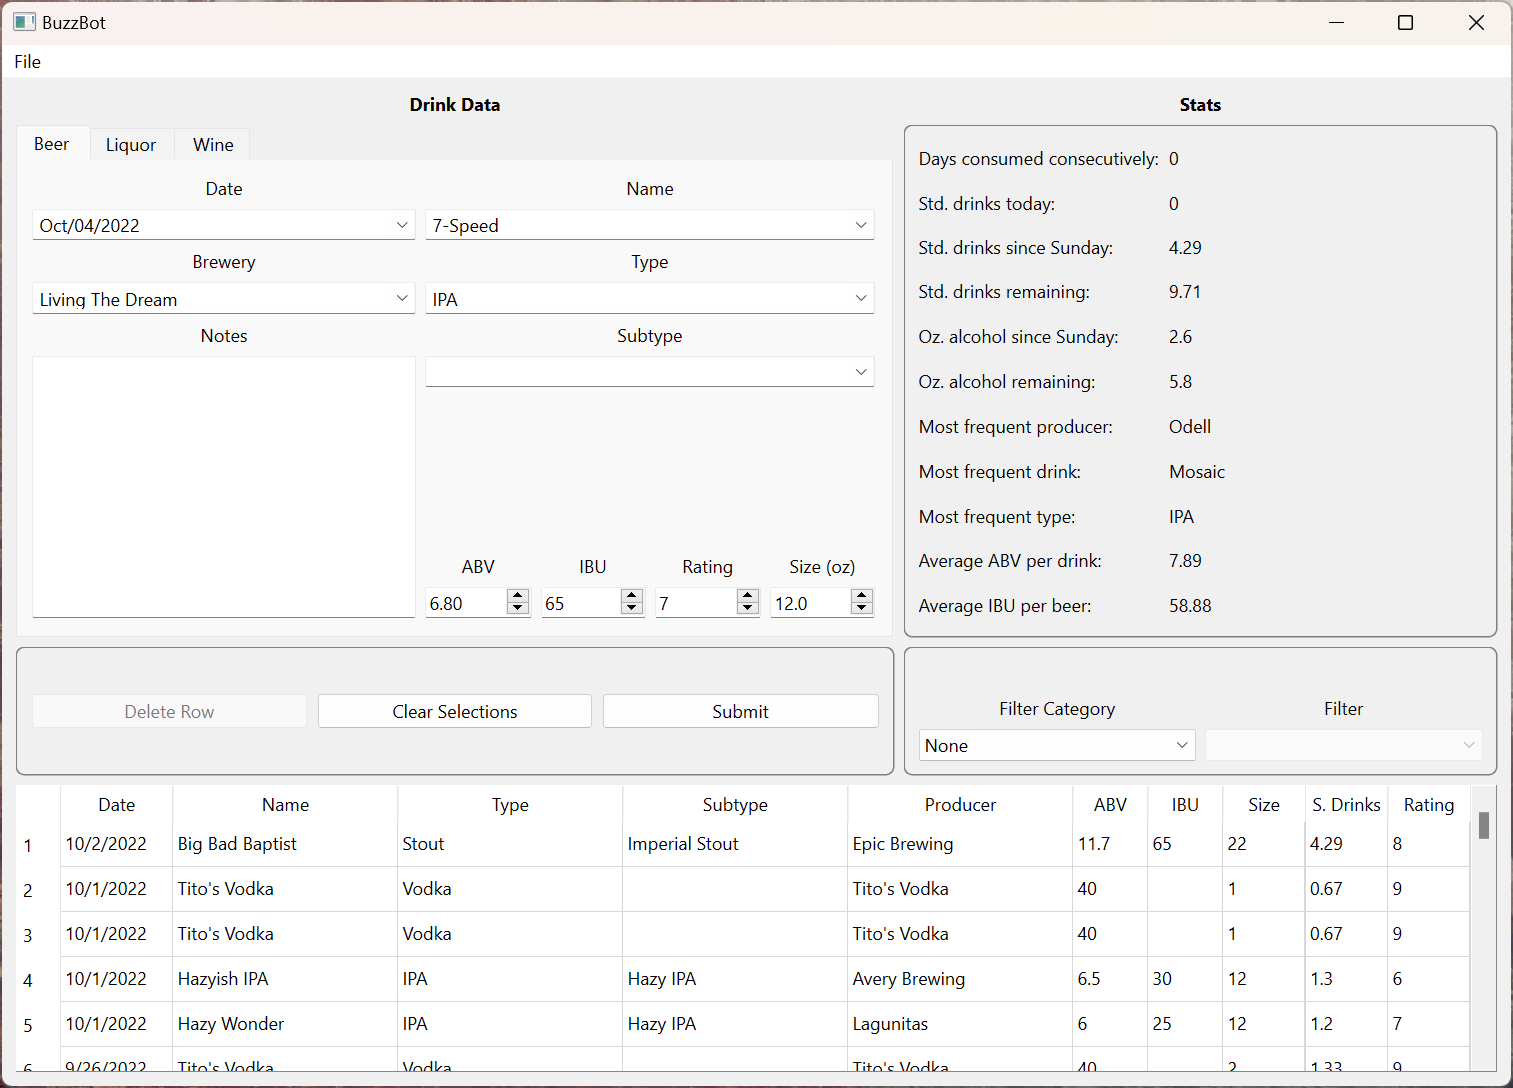 BuzzBot
File
Drink Data
Beer Liquor Wine
Date Name
Oct/04/2022 7-Speed
Brewery Type
Living The Dream IPA
Notes Subtype
ABV IBU Rating Size (oz)
6.80 65 7 12.0
Stats
Days consumed consecutively: 0
Std. drinks today: 0
Std. drinks since Sunday: 4.29
Std. drinks remaining: 9.71
Oz. alcohol since Sunday: 2.6
Oz. alcohol remaining: 5.8
Most frequent producer: Odell
Most frequent drink: Mosaic
Most frequent type: IPA
Average ABV per drink: 7.89
Average IBU per beer: 58.88
Delete Row Clear Selections Submit
Filter Category Filter
None
Date Name Type Subtype Producer ABV IBU Size S. Drinks Rating
1 10/2/2022 Big Bad Baptist Stout Imperial Stout Epic Brewing 11.7 65 22 4.29 8
2 10/1/2022 Tito's Vodka Vodka Tito's Vodka 40 1 0.67 9
3 10/1/2022 Tito's Vodka Vodka Tito's Vodka 40 1 0.67 9
4 10/1/2022 Hazyish IPA IPA Hazy IPA Avery Brewing 6.5 30 12 1.3 6
5 10/1/2022 Hazy Wonder IPA Hazy IPA Lagunitas 6 25 12 1.2 7
6 9/26/2022 Tito's Vodka Vodka Tito's Vodka 40 2 1.33 9